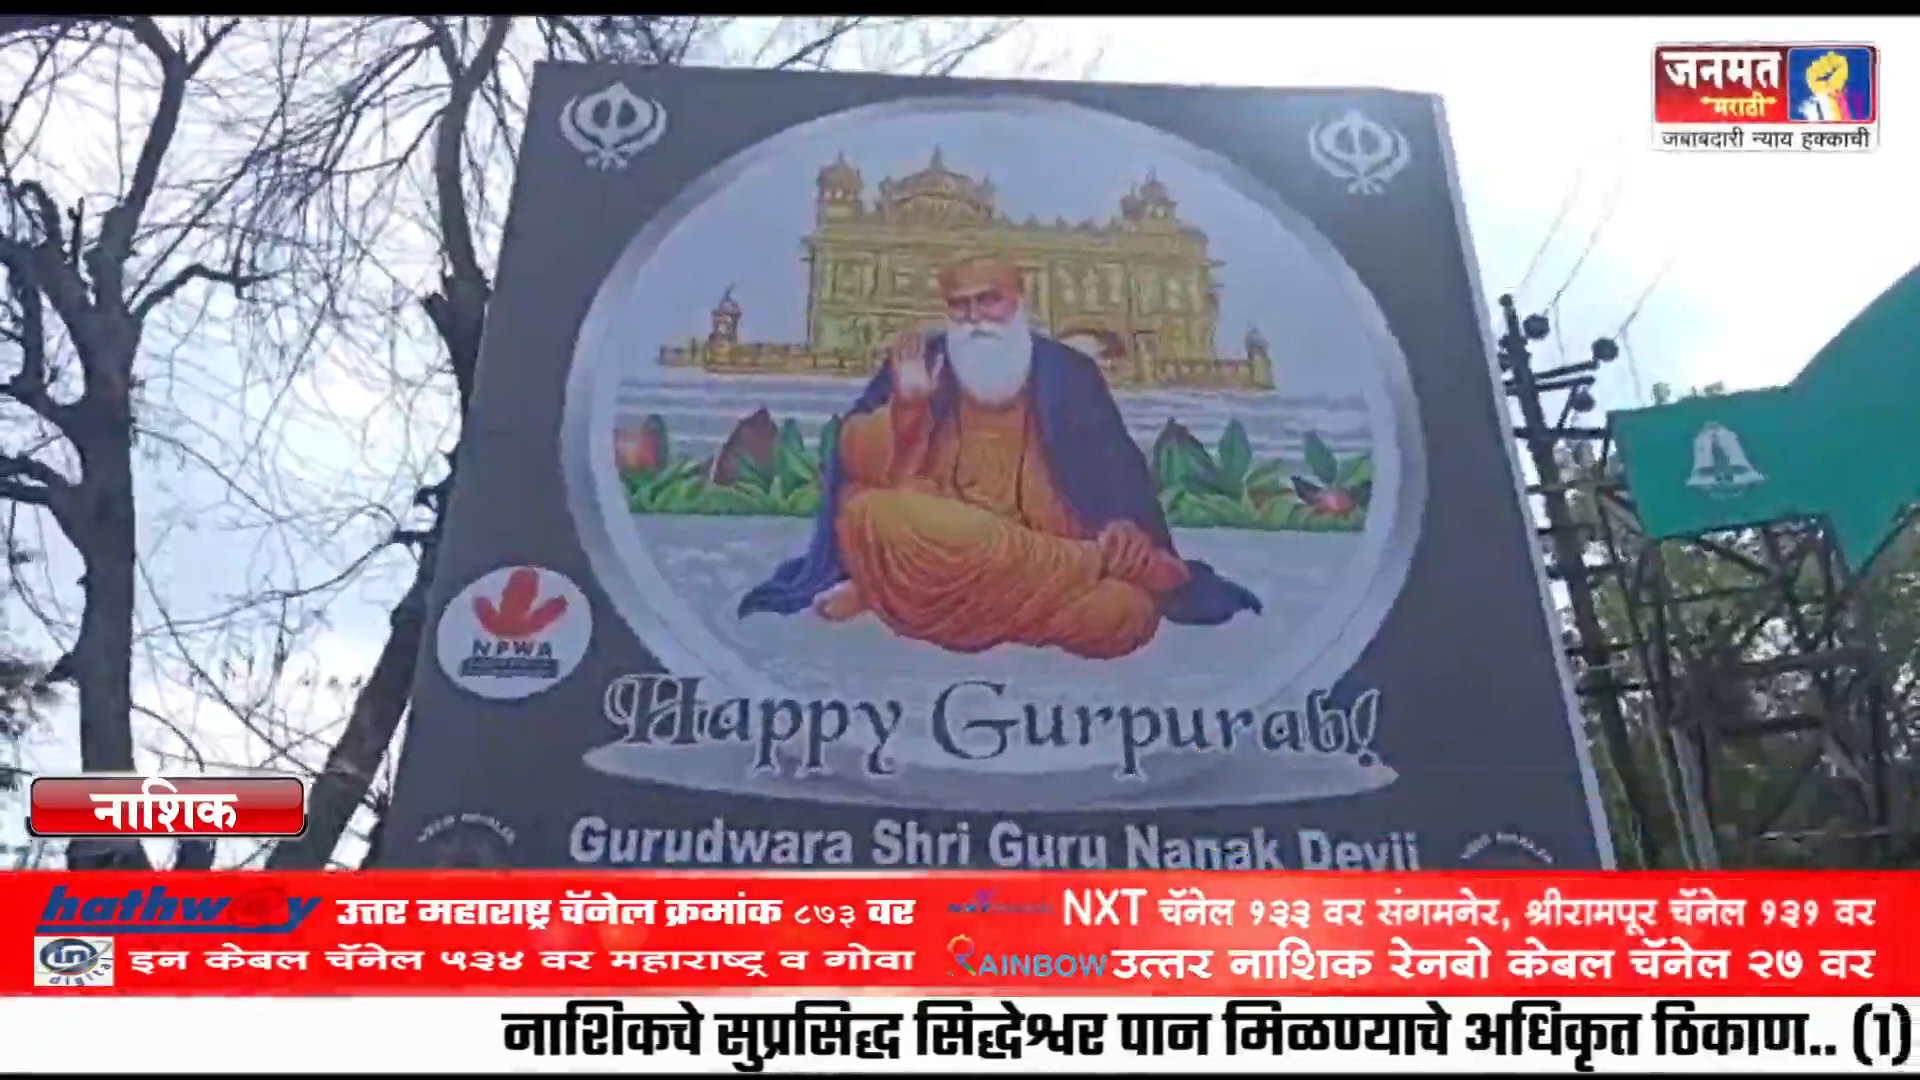 जनमत
"मराठी"
जबाबदारी न्याय हक्काची
NPWA
Happy Gurpurab!
नाशिक
Gurudwara Shri Guru Nanak Devji
hathway उत्तर महाराष्ट्र चॅनेल क्रमांक ८७३ वर
NXT चॅनेल १३३ वर संगमनेर, श्रीरामपूर चॅनेल १३१ वर
in digital इन केबल चॅनेल ५३४ वर महाराष्ट्र व गोवा
RAINBOW उत्तर नाशिक रेनबो केबल चॅनेल २७ वर
नाशिकचे सुप्रसिद्ध सिद्धेश्वर पान मिळण्याचे अधिकृत ठिकाण.. (1)